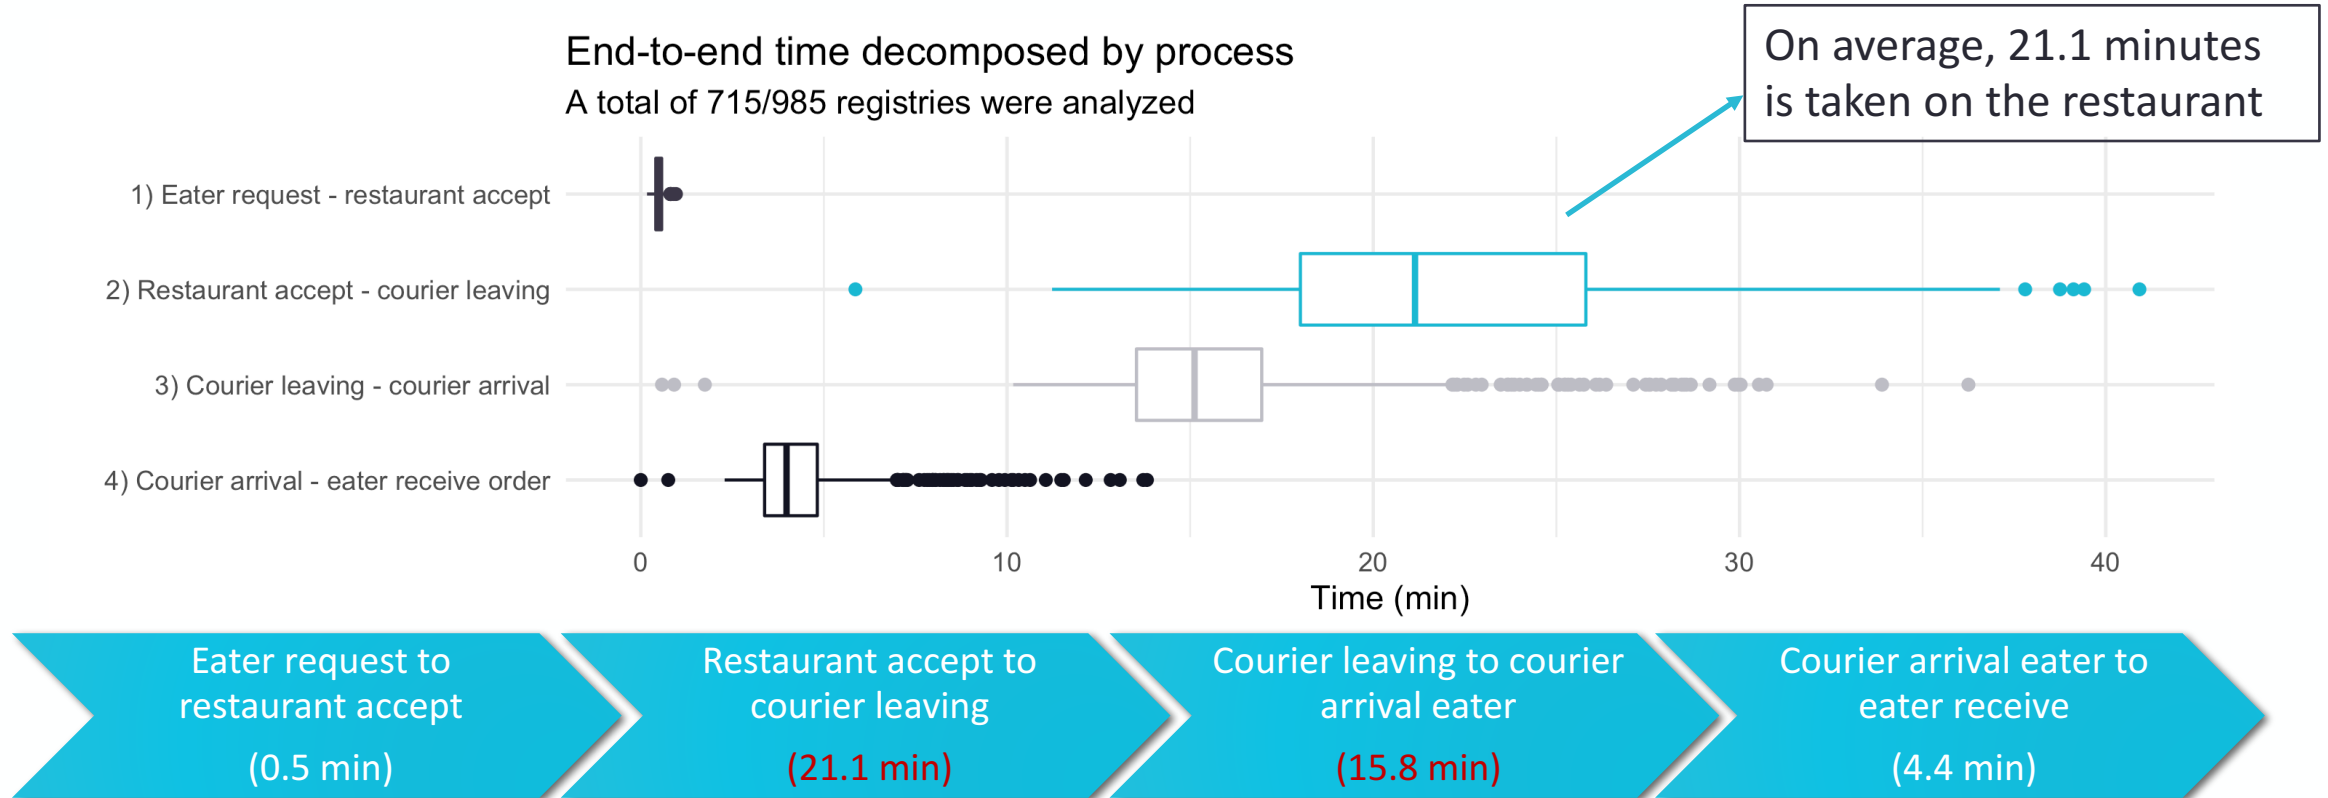 End-to-end time decomposed by process
A total of 715/985 registries were analyzed
On average, 21.1 minutes
is taken on the restaurant
1) Eater request - restaurant accept
2) Restaurant accept - courier leaving
3) Courier leaving - courier arrival
4) Courier arrival - eater receive order
0 10 20 30 40
Time (min)
Eater request to
restaurant accept
(0.5 min)
Restaurant accept to
courier leaving
(21.1 min)
Courier leaving to courier
arrival eater
(15.8 min)
Courier arrival eater to
eater receive
(4.4 min)